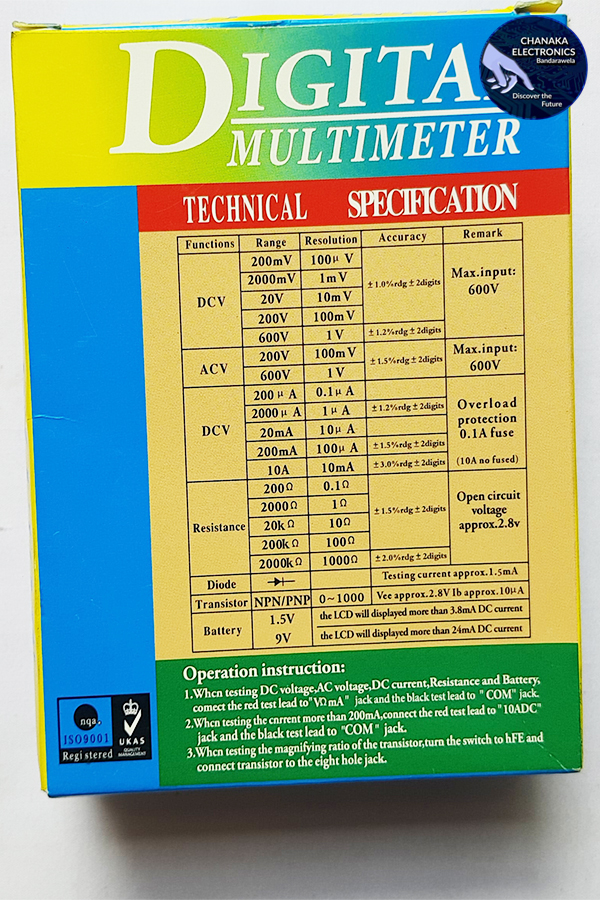 CHANAKA
ELECTRONICS
Bandarawela
Discover the
Future
DIGITA
MULTIMETER
TECHNICAL SPECIFICATION
Functions Range Resolution Accuracy Remark
DCV 200mV 100μ V ±1.0%rdg ± 2digits Max.input: 600V
2000mV 1mV
20V 10mV
200V 100mV
600V 1V ±1.2%rdg ± 2digits
ACV 200V 100mV ±1.5%rdg ± 2digits Max.input: 600V
600V 1V
DCV 200 μ A 0.1μ A ±1.2%rdg ± 2digits Overload protection 0.1A fuse
2000 μ A 1μ A
20mA 10μ A
200mA 100μ A ±1.5%rdg ± 2digits
10A 10mA ±3.0%rdg ± 2digits (10A no fused)
Resistance 200Ω 0.1Ω ±1.5%rdg ± 2digits Open circuit voltage approx.2.8v
2000Ω 1Ω
20kΩ 10Ω
200kΩ 100Ω
2000kΩ 1000Ω ±2.0%rdg ± 2digits
Diode Testing current approx.1.5mA
Transistor NPN/PNP 0~1000 Vee approx.2.8V Ib approx.10μA
Battery 1.5V the LCD will displayed more than 3.8mA DC current
9V the LCD will displayed more than 24mA DC current
Operation instruction:
1.When testing DC voltage,AC voltage,DC current,Resistance and Battery,
comect the red test lead to"VΩmA" jack and the black test lead to "COM" jack.
2.When testing the cnrrent more than 200mA,connect the red test lead to "10ADC"
jack and the black test lead to "COM" jack.
3.When testing the magnifying ratio of the transistor,turn the switch to hFE and
connect transistor to the eight hole jack.
nqa.
ISO9001
Registered
UKAS
QUALITY
MANAGEMENT